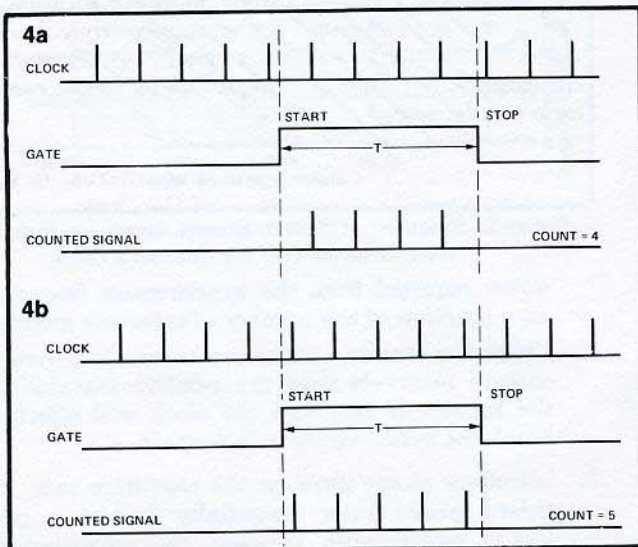 4a
CLOCK
START
STOP
GATE
T
COUNTED SIGNAL
COUNT = 4
4b
CLOCK
START
STOP
GATE
T
COUNTED SIGNAL
COUNT = 5